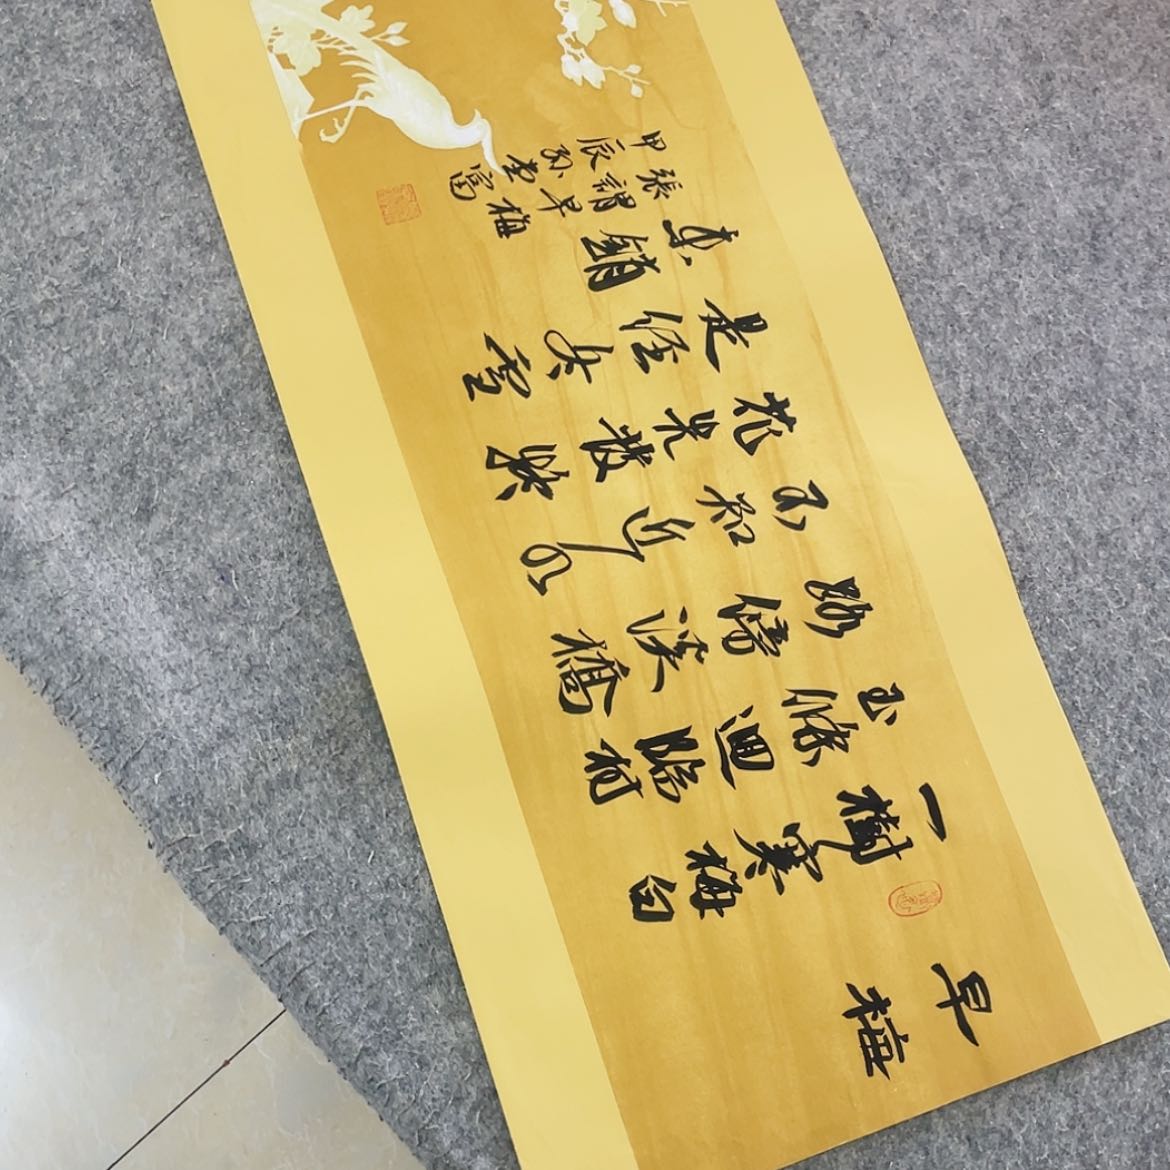 早梅
一樹寒梅白
玉條迴臨村
路傍溪橋
不知近水
花先發疑
是經冬雪
未銷
張謂早梅
甲辰